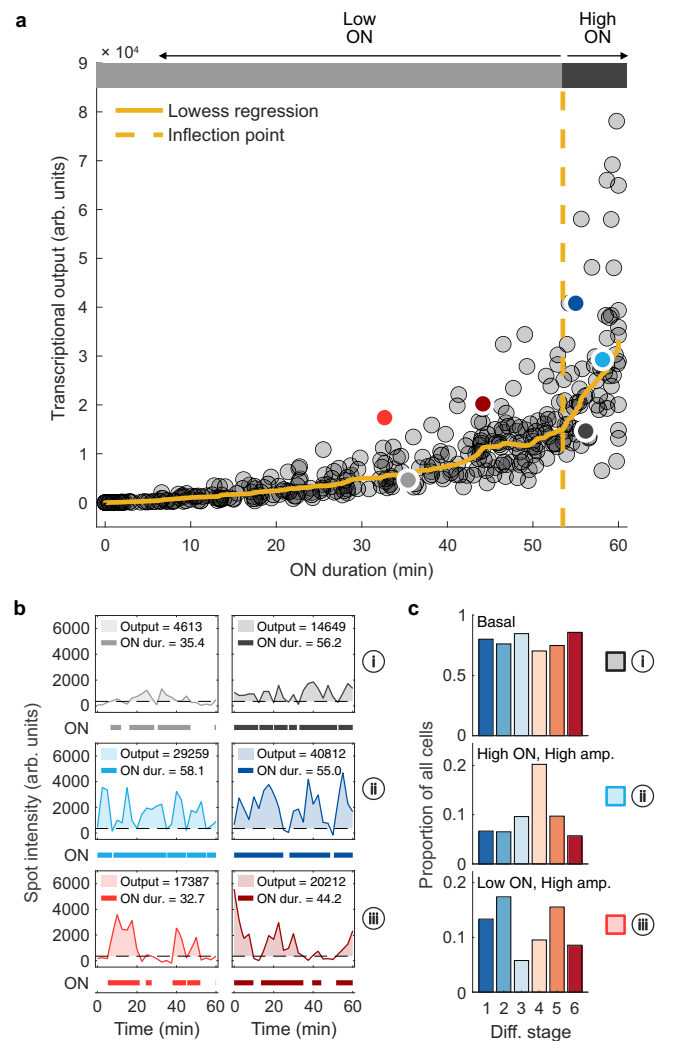 a
Low
ON
High
ON
× 10⁴
9
8
7
6
5
4
3
2
1
0
Transcriptional output (arb. units)
Lowess regression
Inflection point
0 10 20 30 40 50 60
ON duration (min)
b
Spot intensity (arb. units)
6000
4000
2000
0
Output = 4613
ON dur. = 35.4
Output = 14649
ON dur. = 56.2
i
ON
6000
4000
2000
0
Output = 29259
ON dur. = 58.1
Output = 40812
ON dur. = 55.0
ii
ON
6000
4000
2000
0
Output = 17387
ON dur. = 32.7
Output = 20212
ON dur. = 44.2
iii
ON
0 20 40 60 0 20 40 60
Time (min) Time (min)
c
Proportion of all cells
1
0.5
0
Basal
i
0.2
0.1
0
High ON, High amp.
ii
0.2
0.1
0
Low ON, High amp.
iii
1 2 3 4 5 6
Diff. stage